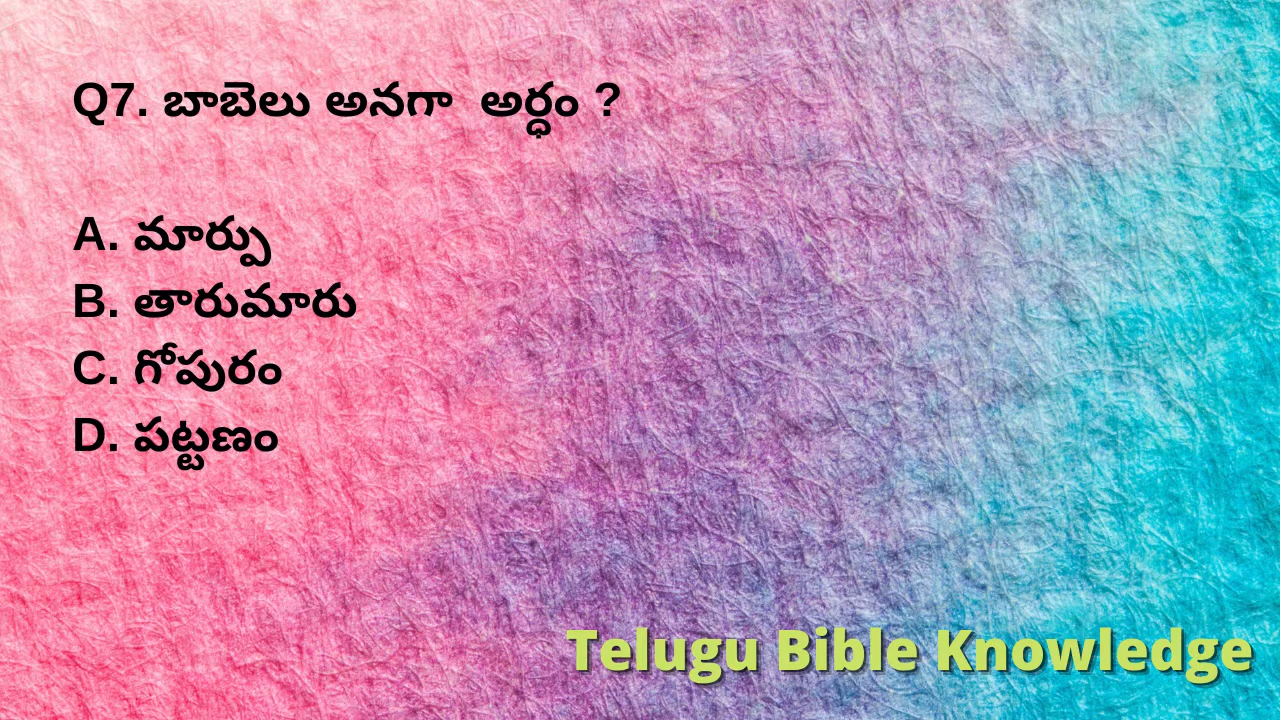 Q7. బాబెలు అనగా అర్ధం ?
A. మార్పు
B. తారుమారు
C. గోపురం
D. పట్టణం
Telugu Bible Knowledge